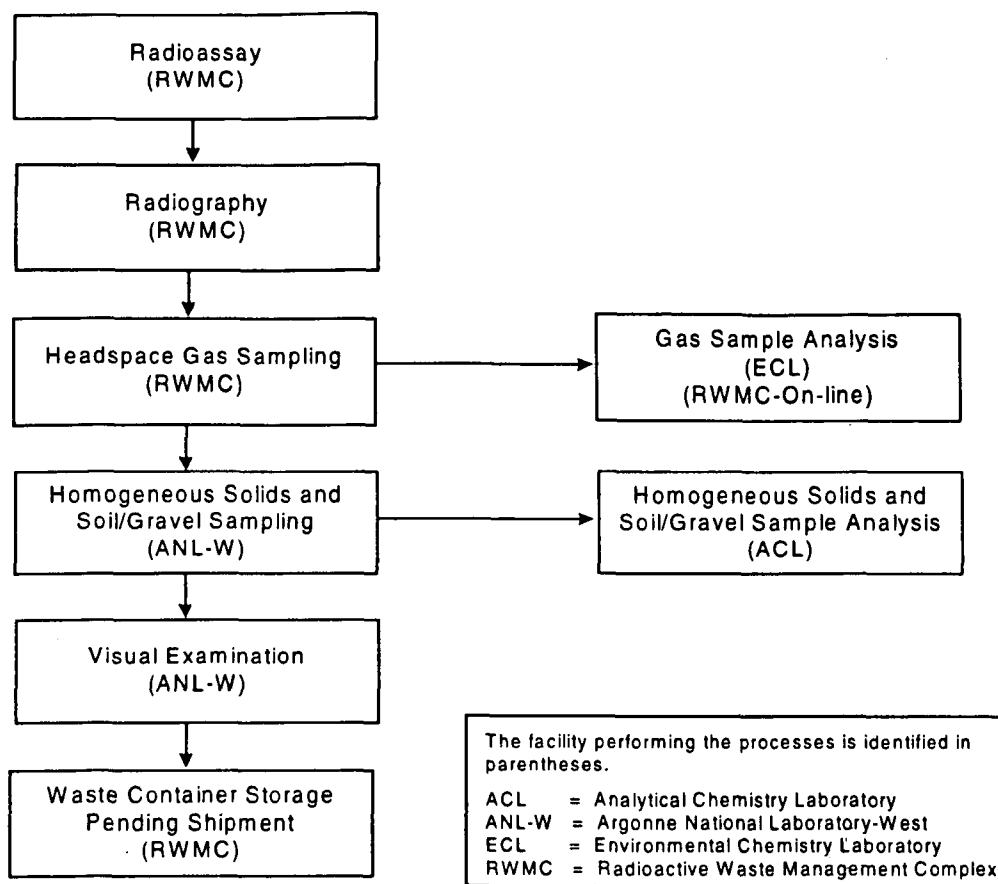 Radioassay
(RWMC)
Radiography
(RWMC)
Headspace Gas Sampling
(RWMC)
Gas Sample Analysis
(ECL)
(RWMC-On-line)
Homogeneous Solids and
Soil/Gravel Sampling
(ANL-W)
Homogeneous Solids and
Soil/Gravel Sample Analysis
(ACL)
Visual Examination
(ANL-W)
Waste Container Storage
Pending Shipment
(RWMC)
The facility performing the processes is identified in
parentheses.
ACL = Analytical Chemistry Laboratory
ANL-W = Argonne National Laboratory-West
ECL = Environmental Chemistry Laboratory
RWMC = Radioactive Waste Management Complex